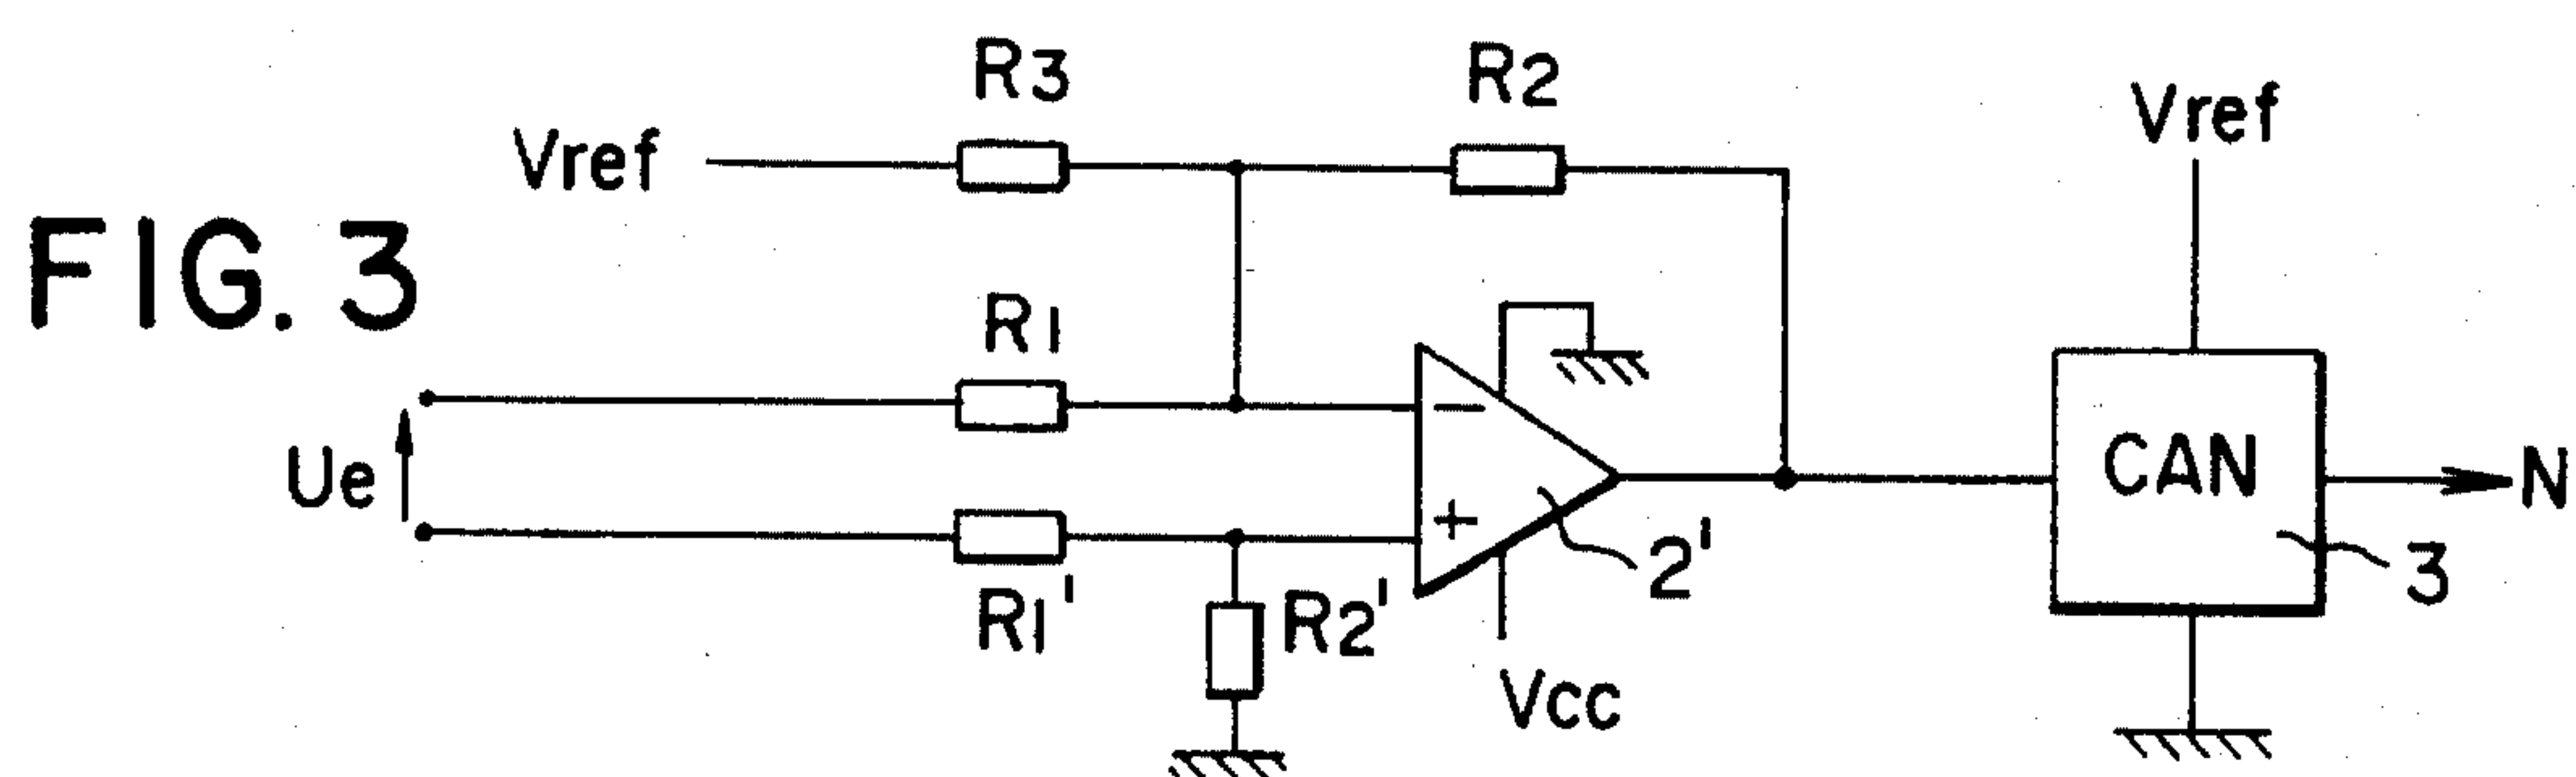 R3
R2
Vref
Vref
FIG. 3
R1
−
Ue
CAN
N
+
2'
3
R1'
R2'
Vcc